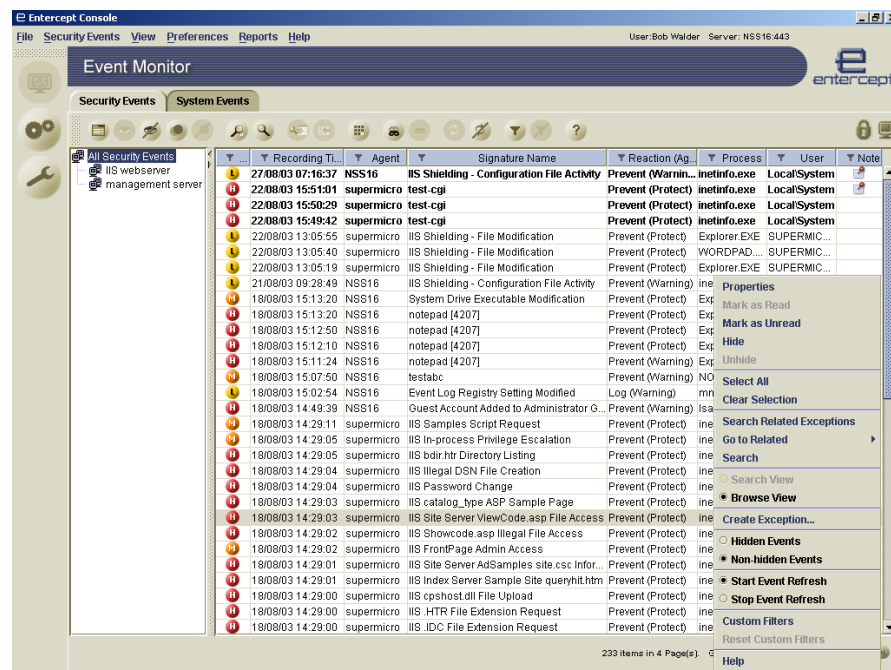 Entercept Console
File Security Events View Preferences Reports Help User:Bob Walder Server: NSS16:443
Event Monitor
entercept
Security Events System Events
All Security Events
IIS webserver
management server
... Recording Ti... Agent Signature Name Reaction (Ag... Process User Note
L 27/08/03 07:16:37 NSS16 IIS Shielding - Configuration File Activity Prevent (Warnin... inetinfo.exe Local\System
H 22/08/03 15:51:01 supermicro test-cgi Prevent (Protect) inetinfo.exe Local\System
H 22/08/03 15:50:29 supermicro test-cgi Prevent (Protect) inetinfo.exe Local\System
H 22/08/03 15:49:42 supermicro test-cgi Prevent (Protect) inetinfo.exe Local\System
L 22/08/03 13:05:55 supermicro IIS Shielding - File Modification Prevent (Protect) Explorer.EXE SUPERMIC...
L 22/08/03 13:05:40 supermicro IIS Shielding - File Modification Prevent (Protect) WORDPAD.... SUPERMIC...
L 22/08/03 13:05:19 supermicro IIS Shielding - File Modification Prevent (Protect) Explorer.EXE SUPERMIC...
L 21/08/03 09:28:49 NSS16 IIS Shielding - Configuration File Activity Prevent (Warning) ine
M 18/08/03 15:13:20 NSS16 System Drive Executable Modification Prevent (Protect) Exp
H 18/08/03 15:13:20 NSS16 notepad [4207] Prevent (Protect) Exp
H 18/08/03 15:12:50 NSS16 notepad [4207] Prevent (Protect) Exp
H 18/08/03 15:12:10 NSS16 notepad [4207] Prevent (Protect) Exp
H 18/08/03 15:11:24 NSS16 notepad [4207] Prevent (Warning) Exp
M 18/08/03 15:07:50 NSS16 testabc Prevent (Warning) NO
L 18/08/03 15:02:54 NSS16 Event Log Registry Setting Modified Log (Warning) mn
H 18/08/03 14:49:39 NSS16 Guest Account Added to Administrator G... Prevent (Warning) lsa
M 18/08/03 14:29:11 supermicro IIS Samples Script Request Prevent (Protect) ine
M 18/08/03 14:29:05 supermicro IIS In-process Privilege Escalation Prevent (Protect) ine
H 18/08/03 14:29:05 supermicro IIS bdir.htr Directory Listing Prevent (Protect) ine
H 18/08/03 14:29:04 supermicro IIS Illegal DSN File Creation Prevent (Protect) ine
H 18/08/03 14:29:04 supermicro IIS Password Change Prevent (Protect) ine
H 18/08/03 14:29:03 supermicro IIS catalog_type ASP Sample Page Prevent (Protect) ine
H 18/08/03 14:29:03 supermicro IIS Site Server ViewCode.asp File Access Prevent (Protect) ine
H 18/08/03 14:29:02 supermicro IIS Showcode.asp Illegal File Access Prevent (Protect) ine
M 18/08/03 14:29:02 supermicro IIS FrontPage Admin Access Prevent (Protect) ine
H 18/08/03 14:29:01 supermicro IIS Site Server AdSamples site.csc Infor... Prevent (Protect) ine
H 18/08/03 14:29:01 supermicro IIS Index Server Sample Site queryhit.htm Prevent (Protect) ine
H 18/08/03 14:29:01 supermicro IIS cpshost.dll File Upload Prevent (Protect) ine
H 18/08/03 14:29:00 supermicro IIS .HTR File Extension Request Prevent (Protect) ine
H 18/08/03 14:29:00 supermicro IIS .IDC File Extension Request Prevent (Protect) ine
Properties
Mark as Read
Mark as Unread
Hide
Unhide
Select All
Clear Selection
Search Related Exceptions
Go to Related
Search
Search View
Browse View
Create Exception...
Hidden Events
Non-hidden Events
Start Event Refresh
Stop Event Refresh
Custom Filters
Reset Custom Filters
Help
233 items in 4 Page(s).